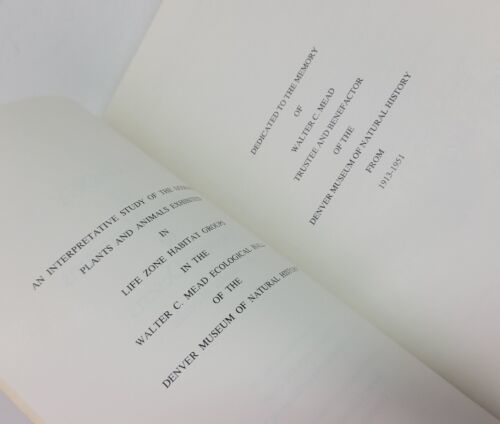 AN INTERPRETATIVE STUDY OF THE
PLANTS AND ANIMALS EXHIBITED
IN
LIFE ZONE HABITAT GROUPS
IN THE
WALTER C. MEAD ECOLOGICAL
OF THE
DENVER MUSEUM OF NATURAL HISTORY
DEDICATED TO THE MEMORY
OF
WALTER C. MEAD
TRUSTEE AND BENEFACTOR
OF THE
DENVER MUSEUM OF NATURAL HISTORY
FROM
1913-1951